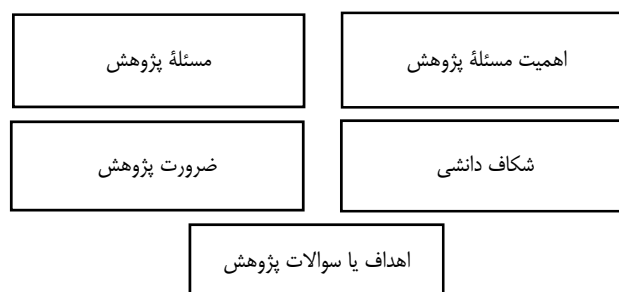 اهمیت مسئلهٔ پژوهش
مسئلهٔ پژوهش
شکاف دانشی
ضرورت پژوهش
اهداف یا سوالات پژوهش